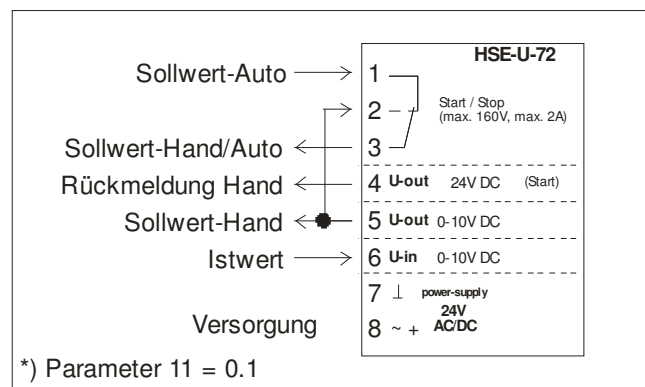 HSE-U-72
Sollwert-Auto 1
2 Start / Stop
(max. 160V, max. 2A)
Sollwert-Hand/Auto 3
Rückmeldung Hand 4 U-out 24V DC (Start)
Sollwert-Hand 5 U-out 0-10V DC
Istwert 6 U-in 0-10V DC
7 ⊥ power-supply
24V
Versorgung 8 ~ + AC/DC
*) Parameter 11 = 0.1